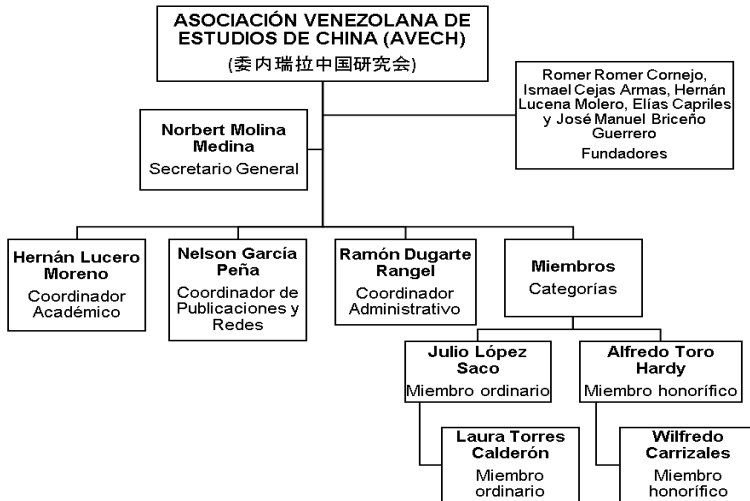 ASOCIACIÓN VENEZOLANA DE
ESTUDIOS DE CHINA (AVECH)
(委内瑞拉中国研究会)
Romer Romer Cornejo,
Ismael Cejas Armas, Hernán
Lucena Molero, Elías Capriles
y José Manuel Briceño
Guerrero
Fundadores
Norbert Molina
Medina
Secretario General
Hernán Lucero
Moreno
Coordinador
Académico
Nelson García
Peña
Coordinador de
Publicaciones y
Redes
Ramón Dugarte
Rangel
Coordinador
Administrativo
Miembros
Categorías
Julio López
Saco
Miembro ordinario
Alfredo Toro
Hardy
Miembro honorífico
Laura Torres
Calderón
Miembro
ordinario
Wilfredo
Carrizales
Miembro
honorífico